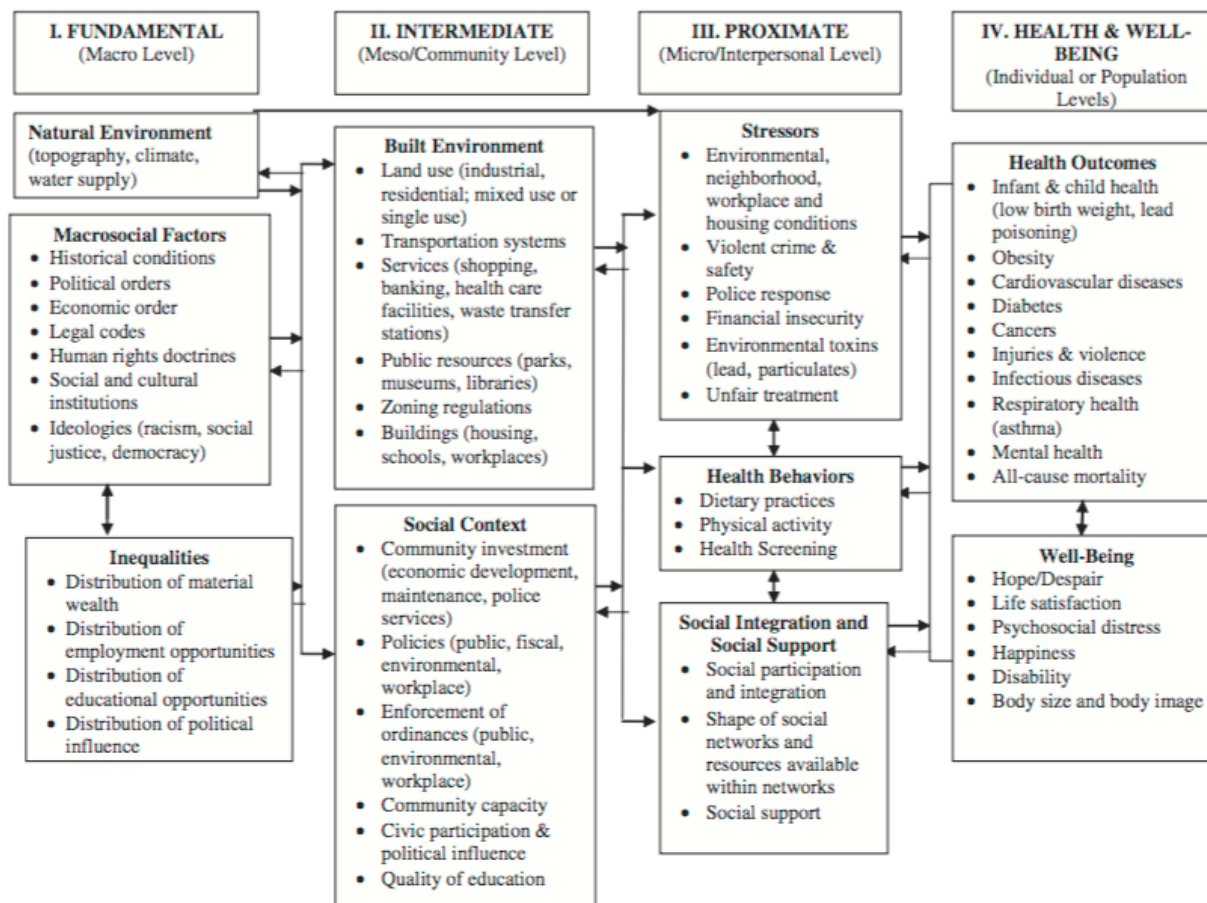 I. FUNDAMENTAL
(Macro Level)
Natural Environment
(topography, climate,
water supply)
Macrosocial Factors
• Historical conditions
• Political orders
• Economic order
• Legal codes
• Human rights doctrines
• Social and cultural
institutions
• Ideologies (racism, social
justice, democracy)
Inequalities
• Distribution of material
wealth
• Distribution of
employment opportunities
• Distribution of
educational opportunities
• Distribution of political
influence
II. INTERMEDIATE
(Meso/Community Level)
Built Environment
• Land use (industrial,
residential; mixed use or
single use)
• Transportation systems
• Services (shopping,
banking, health care
facilities, waste transfer
stations)
• Public resources (parks,
museums, libraries)
• Zoning regulations
• Buildings (housing,
schools, workplaces)
Social Context
• Community investment
(economic development,
maintenance, police
services)
• Policies (public, fiscal,
environmental,
workplace)
• Enforcement of
ordinances (public,
environmental,
workplace)
• Community capacity
• Civic participation &
political influence
• Quality of education
III. PROXIMATE
(Micro/Interpersonal Level)
Stressors
• Environmental,
neighborhood,
workplace and
housing conditions
• Violent crime &
safety
• Police response
• Financial insecurity
• Environmental toxins
(lead, particulates)
• Unfair treatment
Health Behaviors
• Dietary practices
• Physical activity
• Health Screening
Social Integration and
Social Support
• Social participation
and integration
• Shape of social
networks and
resources available
within networks
• Social support
IV. HEALTH & WELL-
BEING
(Individual or Population
Levels)
Health Outcomes
• Infant & child health
(low birth weight, lead
poisoning)
• Obesity
• Cardiovascular diseases
• Diabetes
• Cancers
• Injuries & violence
• Infectious diseases
• Respiratory health
(asthma)
• Mental health
• All-cause mortality
Well-Being
• Hope/Despair
• Life satisfaction
• Psychosocial distress
• Happiness
• Disability
• Body size and body image